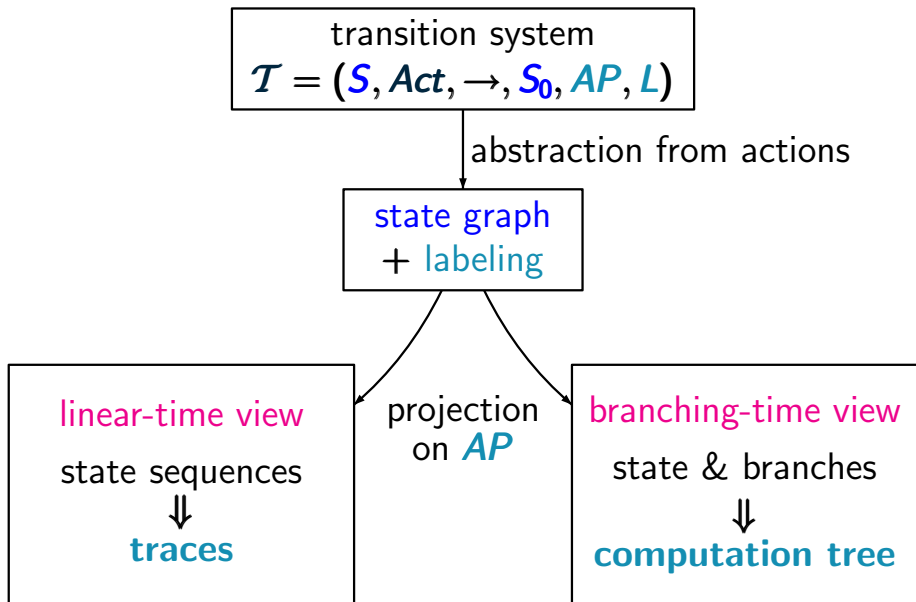 transition system
𝒯 = (S, Act, →, S₀, AP, L)
abstraction from actions
state graph
+ labeling
linear-time view
state sequences
⇓
traces
projection
on AP
branching-time view
state & branches
⇓
computation tree